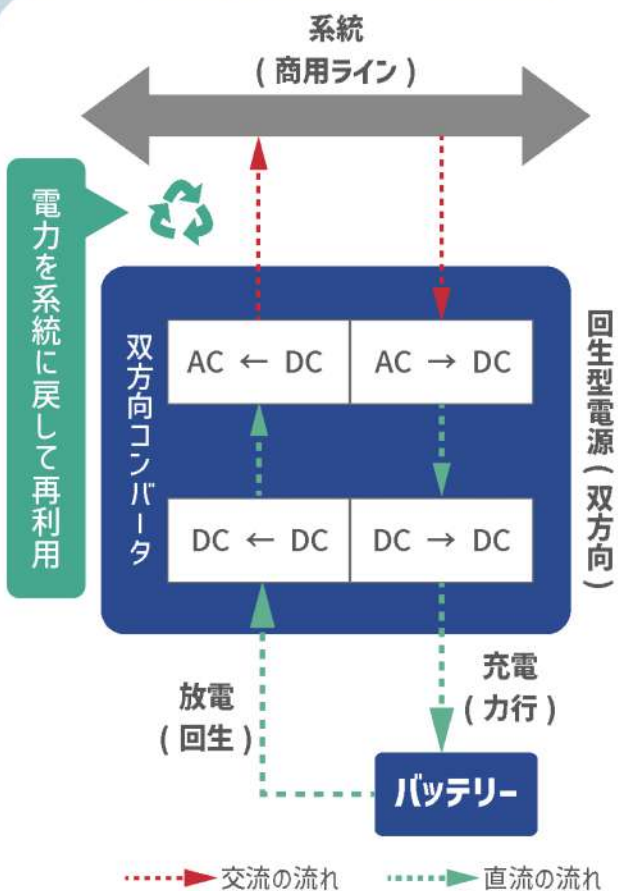 系統
( 商用ライン )
電力を系統に戻して再利用
双方向コンバータ
AC ← DC
AC → DC
DC ← DC
DC → DC
回生型電源(双方向)
放電
( 回生 )
充電
( 力行 )
バッテリー
交流の流れ
直流の流れ